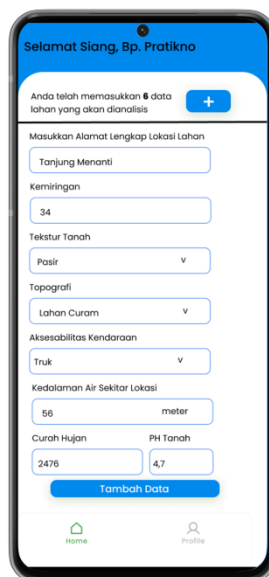 Selamat Siang, Bp. Pratikno
Anda telah memasukkan 6 data
lahan yang akan dianalisis
+
Masukkan Alamat Lengkap Lokasi Lahan
Tanjung Menanti
Kemiringan
34
Tekstur Tanah
Pasir v
Topografi
Lahan Curam v
Aksesabilitas Kendaraan
Truk v
Kedalaman Air Sekitar Lokasi
56 meter
Curah Hujan PH Tanah
2476 4,7
Tambah Data
Home Profile